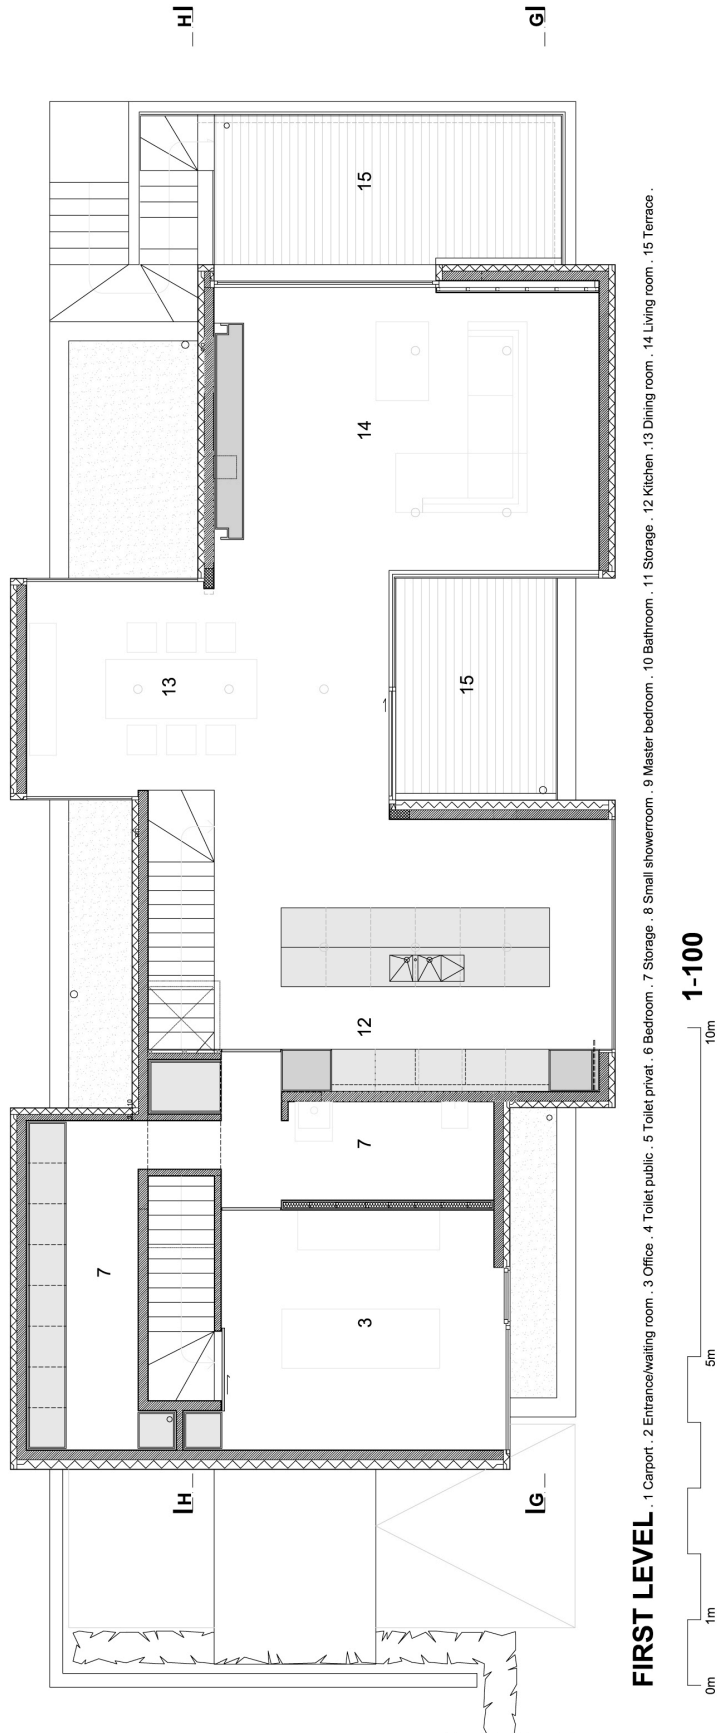 H
G
15
14
13
15
12
7
7
3
10
H
G
FIRST LEVEL . 1 Carport . 2 Entrance/waiting room . 3 Office . 4 Toilet public . 5 Toilet privat . 6 Bedroom . 7 Storage . 8 Small showerroom . 9 Master bedroom . 10 Bathroom . 11 Storage . 12 Kitchen .13 Dining room . 14 Living room . 15 Terrace .
1-100
0m 1m 5m 10m